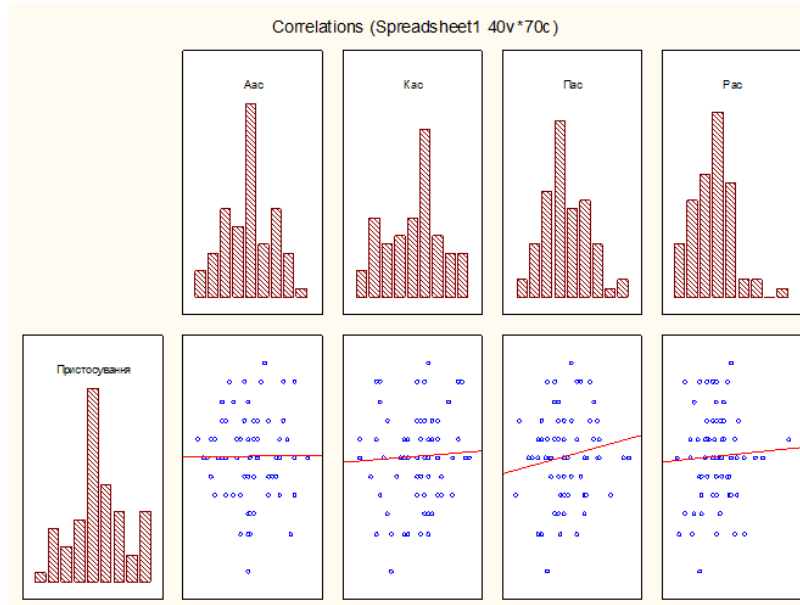 Correlations (Spreadsheet1 40v*70c)
Аас
Кас
Пас
Рас
Пристосування